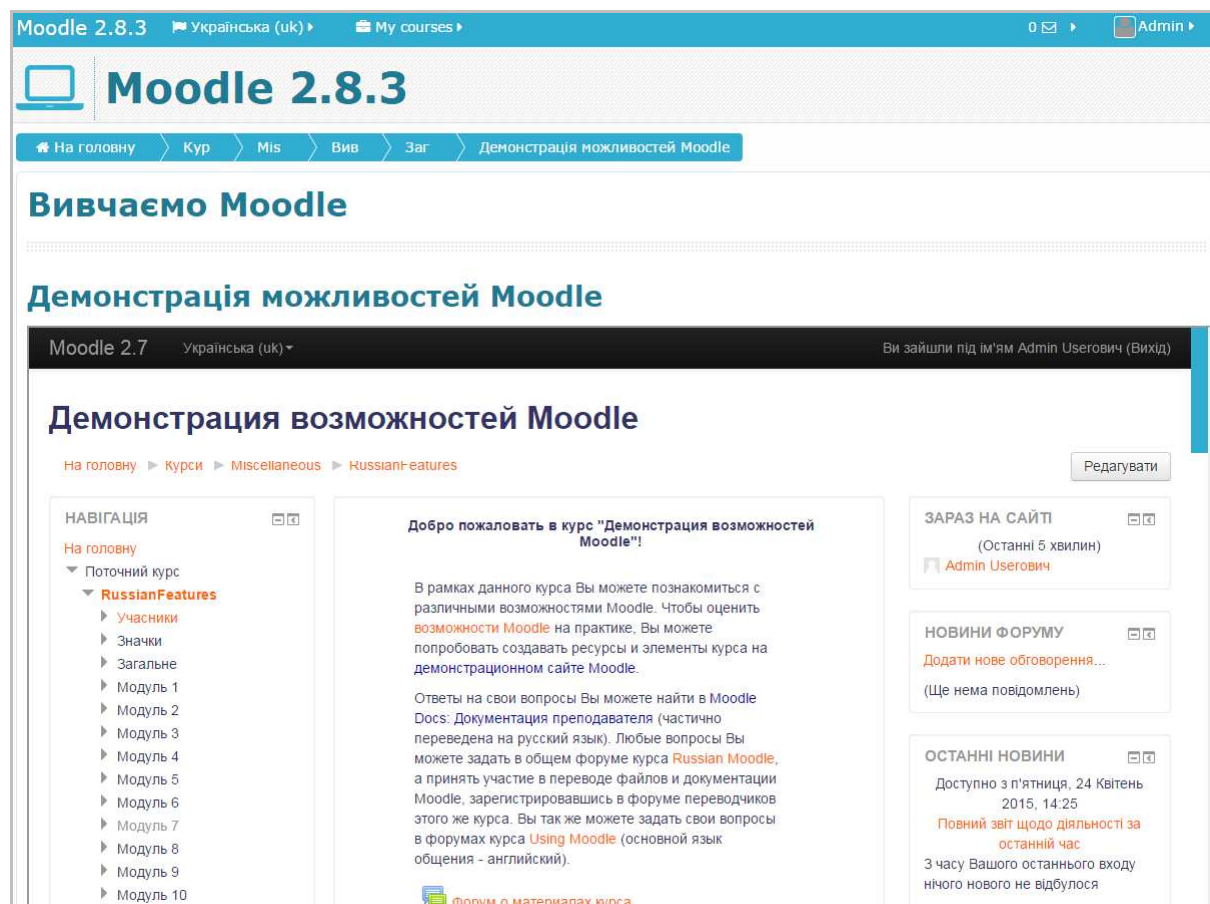 Moodle 2.8.3 Українська (uk) My courses 0 Admin
Moodle 2.8.3
На головну Кур Mis Вив Заг Демонстрація можливостей Moodle
Вивчаємо Moodle
Демонстрація можливостей Moodle
Moodle 2.7 Українська (uk) Ви зайшли під ім'ям Admin Userович (Вихід)
Демонстрация возможностей Moodle
На головну Курси Miscellaneous RussianFeatures
Редагувати
НАВІГАЦІЯ
На головну
Поточний курс
RussianFeatures
Учасники
Значки
Загальне
Модуль 1
Модуль 2
Модуль 3
Модуль 4
Модуль 5
Модуль 6
Модуль 7
Модуль 8
Модуль 9
Модуль 10
Добро пожаловать в курс "Демонстрация возможностей
Moodle"!
В рамках данного курса Вы можете познакомиться с
различными возможностями Moodle. Чтобы оценить
возможности Moodle на практике, Вы можете
попробовать создавать ресурсы и элементы курса на
демонстрационном сайте Moodle.
Ответы на свои вопросы Вы можете найти в Moodle
Docs: Документация преподавателя (частично
переведена на русский язык). Любые вопросы Вы
можете задать в общем форуме курса Russian Moodle,
а принять участие в переводе файлов и документации
Moodle, зарегистрировавшись в форуме переводчиков
этого же курса. Вы так же можете задать свои вопросы
в форумах курса Using Moodle (основной язык
общения - английский).
Форум о материалах курса
ЗАРАЗ НА САЙТІ
(Останні 5 хвилин)
Admin Userович
НОВИНИ ФОРУМУ
Додати нове обговорення...
(Ще нема повідомлень)
ОСТАННІ НОВИНИ
Доступно з п'ятниця, 24 Квітень
2015, 14:25
Повний звіт щодо діяльності за
останній час
З часу Вашого останнього входу
нічого нового не відбулося